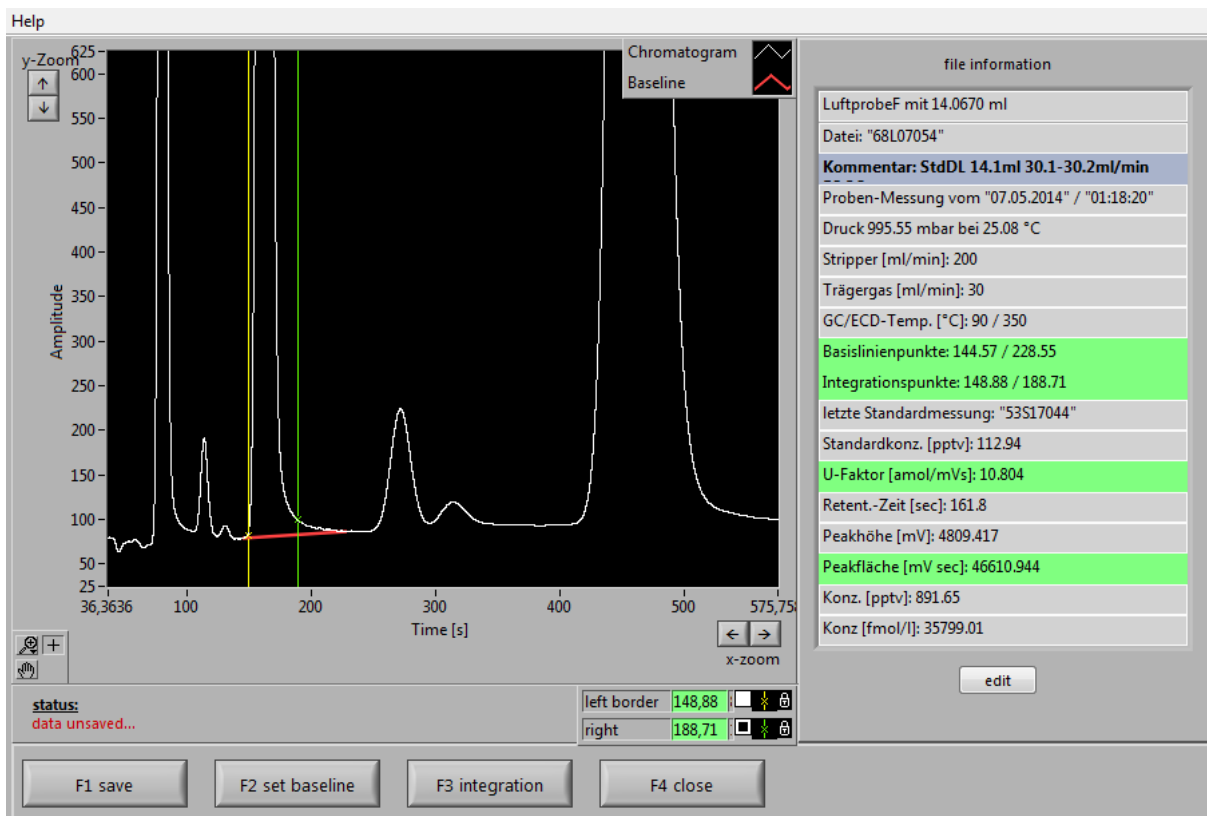 Help
y-Zoom
625
600
550
500
450
400
350
300
250
200
150
100
50
25
Amplitude
36,3636
100
200
300
400
500
575,758
Time [s]
Chromatogram
Baseline
x-zoom
status:
data unsaved...
left border 148,88
right 188,71
F1 save
F2 set baseline
F3 integration
F4 close
file information
LuftprobeF mit 14.0670 ml
Datei: "68L07054"
Kommentar: StdDL 14.1ml 30.1-30.2ml/min
Proben-Messung vom "07.05.2014" / "01:18:20"
Druck 995.55 mbar bei 25.08 °C
Stripper [ml/min]: 200
Trägergas [ml/min]: 30
GC/ECD-Temp. [°C]: 90 / 350
Basislinienpunkte: 144.57 / 228.55
Integrationspunkte: 148.88 / 188.71
letzte Standardmessung: "53S17044"
Standardkonz. [pptv]: 112.94
U-Faktor [amol/mVs]: 10.804
Retent.-Zeit [sec]: 161.8
Peakhöhe [mV]: 4809.417
Peakfläche [mV sec]: 46610.944
Konz. [pptv]: 891.65
Konz [fmol/l]: 35799.01
edit